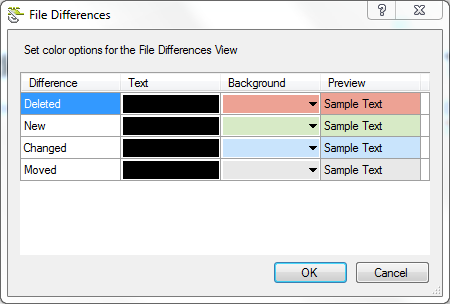 File Differences
?
Set color options for the File Differences View
Difference Text Background Preview
Deleted Sample Text
New Sample Text
Changed Sample Text
Moved Sample Text
OK Cancel